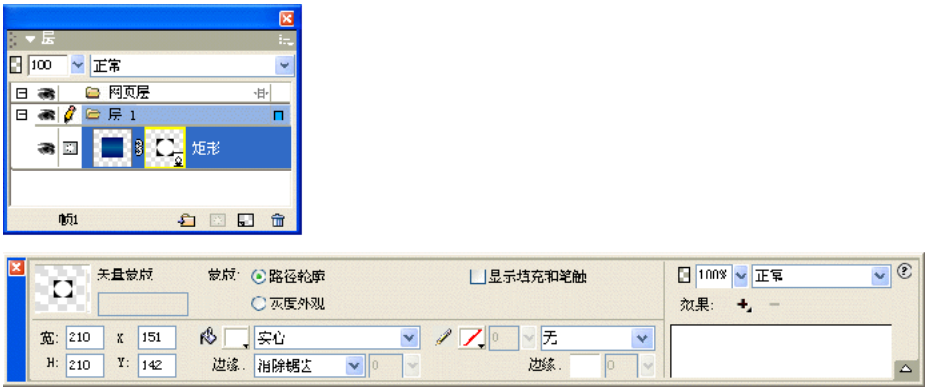 层
100 正常
网页层
层 1
矩形
帧1
矢量蒙版 蒙版: 路径轮廓 显示填充和笔触 100% 正常
灰度外观 效果:
宽: 210 X 151 实心 0 无
H: 210 Y: 142 边缘. 消除锯齿 0 边缘. 0